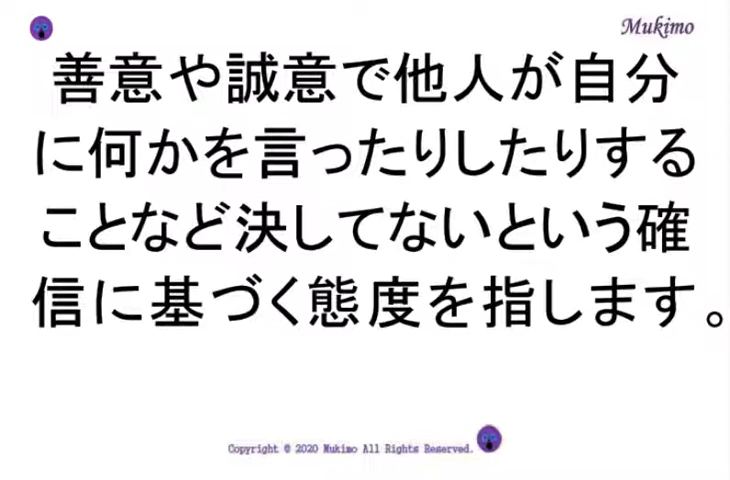 Mukimo
善意や誠意で他人が自分
に何かを言ったりしたりする
ことなど決してないという確
信に基づく態度を指します。
Copyright © 2020 Mukimo All Rights Reserved.